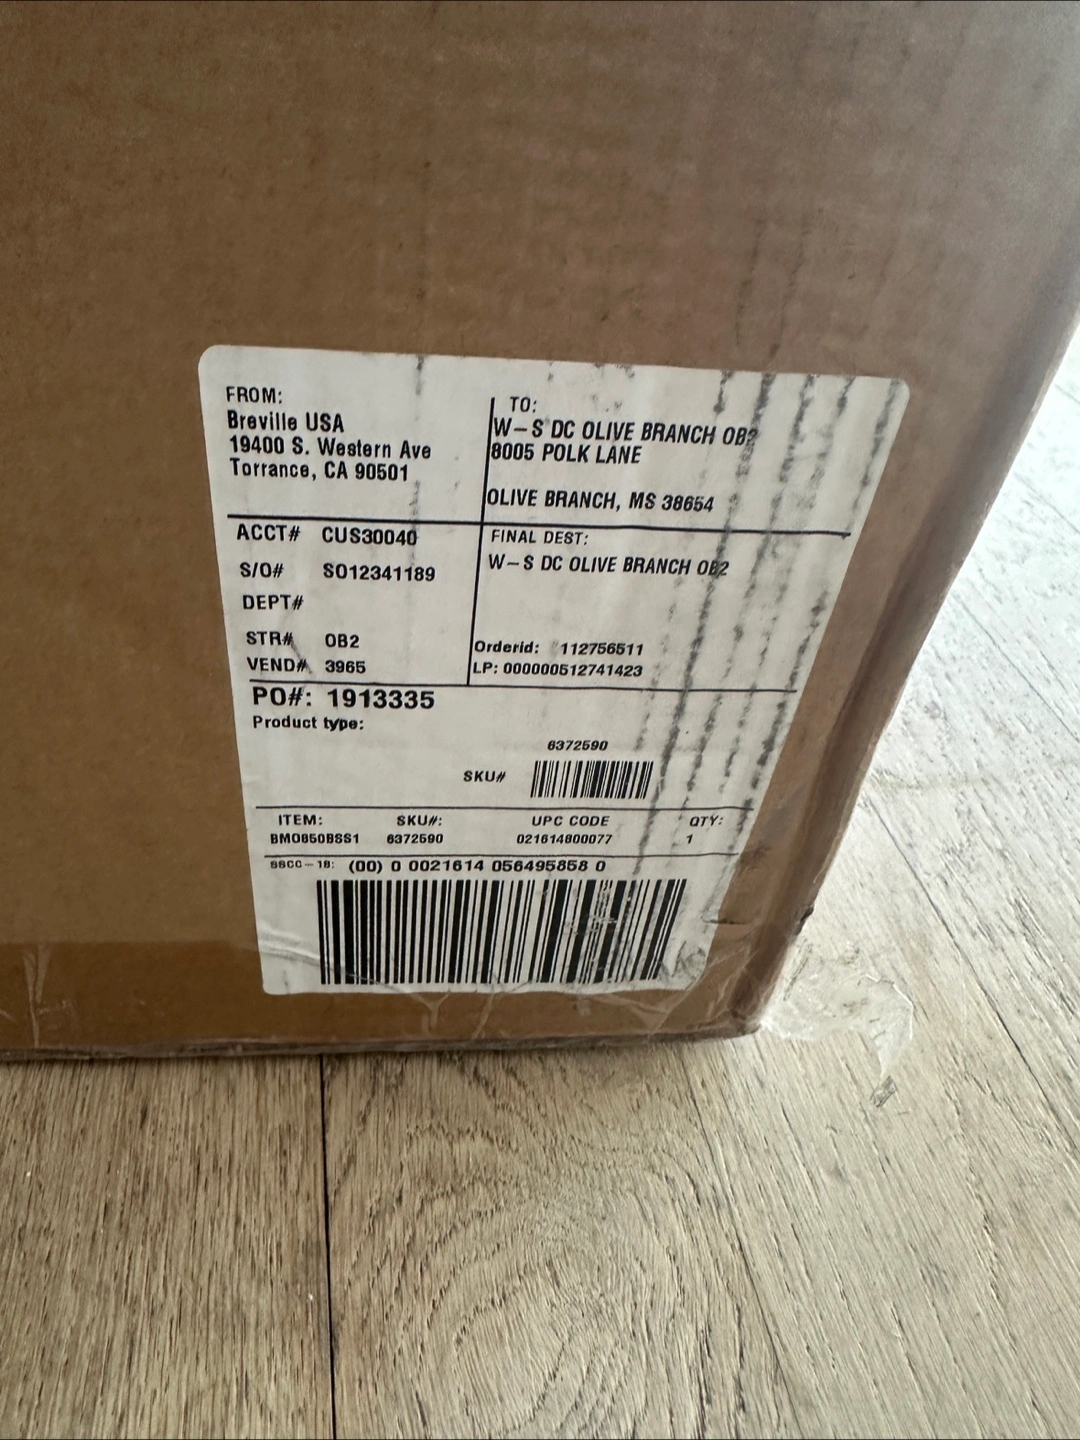 FROM:
Breville USA
19400 S. Western Ave
Torrance, CA 90501
TO:
W-S DC OLIVE BRANCH OB2
8005 POLK LANE
OLIVE BRANCH, MS 38654
ACCT# CUS30040
S/O# SO12341189
DEPT#
STR# OB2
VEND# 3965
FINAL DEST:
W-S DC OLIVE BRANCH OB2
Orderid: 112756511
LP: 000000512741423
PO#: 1913335
Product type:
6372590
SKU#
ITEM: SKU#: UPC CODE QTY:
BMO850BSS1 6372590 021614800077 1
SSCC-18: (00) 0 0021614 056495858 0